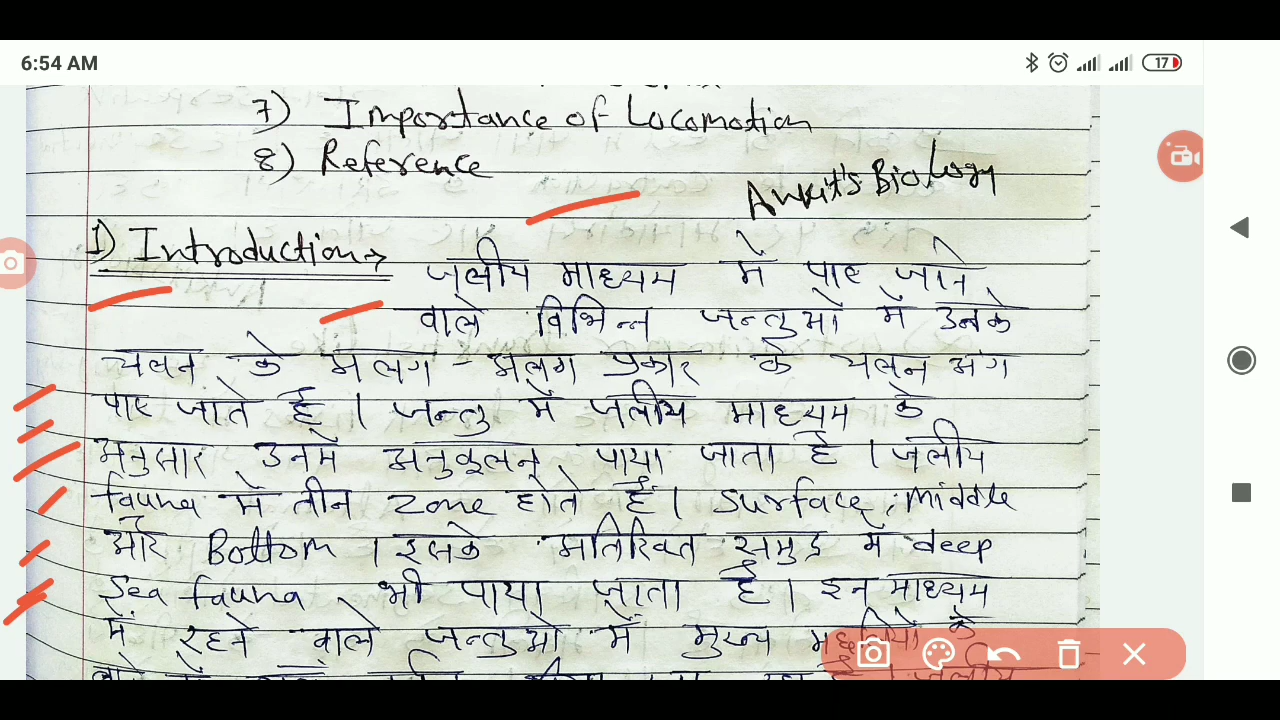 6:54 AM
17
7) Importance of Locomotion
8) Reference
Ankit's Biology
1) Introduction→
जलीय माध्यम में पाए जाने
वाले विभिन्न जन्तुओं में उनके
चलन के अलग - अलग प्रकार के चलन अंग
पाए जाते हैं । जन्तु में जलीय माध्यम के
अनुसार उनमें अनुकूलन पाया जाता है । जलीय
fauna में तीन zone होते हैं । Surface, middle
और Bottom । इसके अतिरिक्त समुद्र में deep
Sea fauna भी पाया जाता है । इन माध्यम
में रहने वाले जन्तुओ में मुख्य मछलियों के